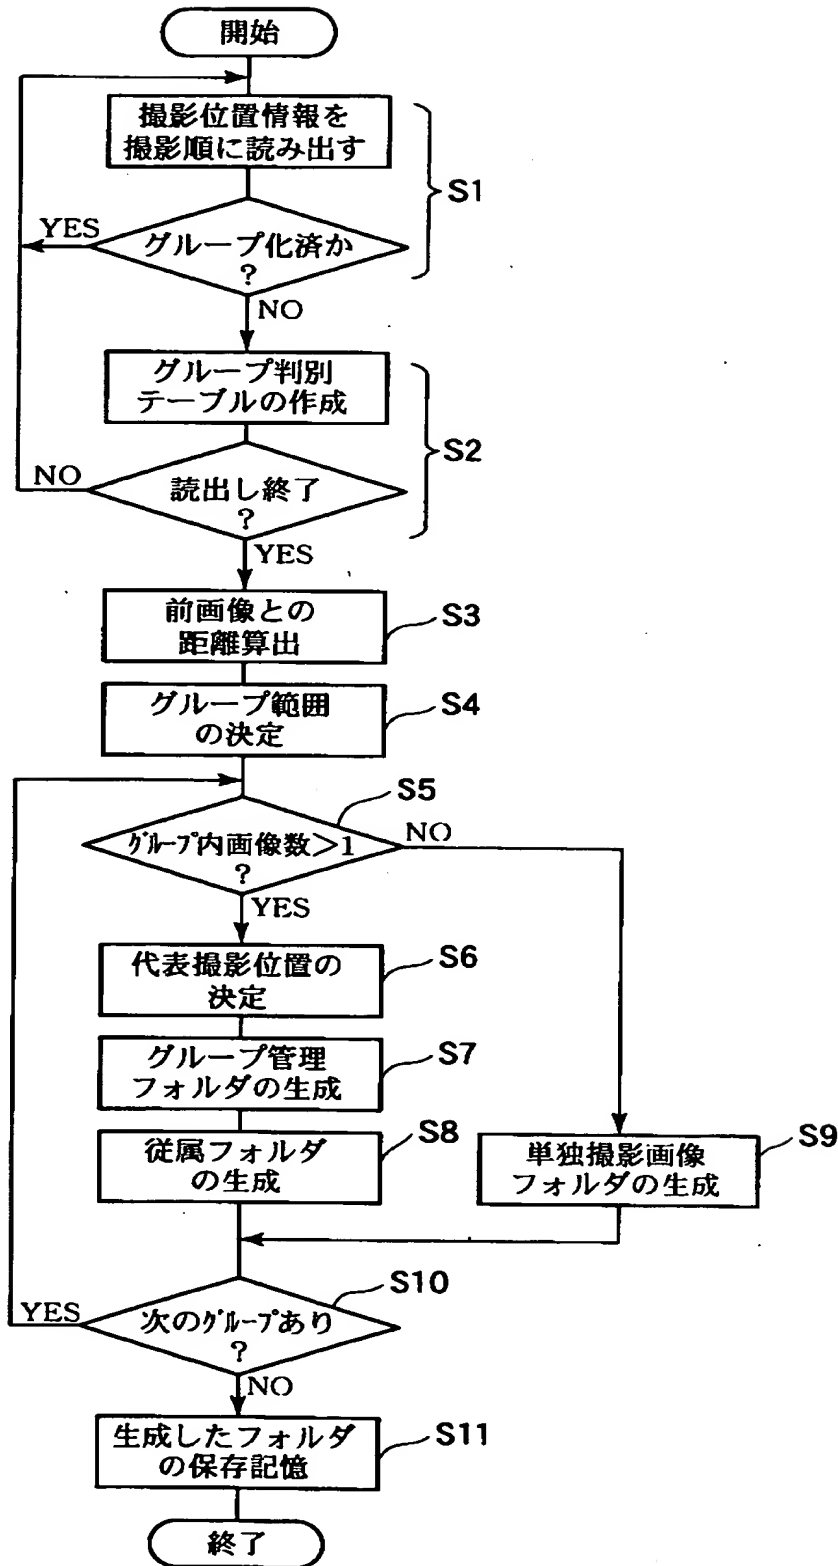 開始
撮影位置情報を
撮影順に読み出す
S1
YES
グループ化済か
?
NO
グループ判別
テーブルの作成
S2
NO
読出し終了
?
YES
前画像との
距離算出
S3
グループ範囲
の決定
S4
S5
グループ内画像数>1
?
NO
YES
代表撮影位置の
決定
S6
グループ管理
フォルダの生成
S7
従属フォルダ
の生成
S8
単独撮影画像
フォルダの生成
S9
S10
YES
次のグループあり
?
NO
生成したフォルダ
の保存記憶
S11
終了